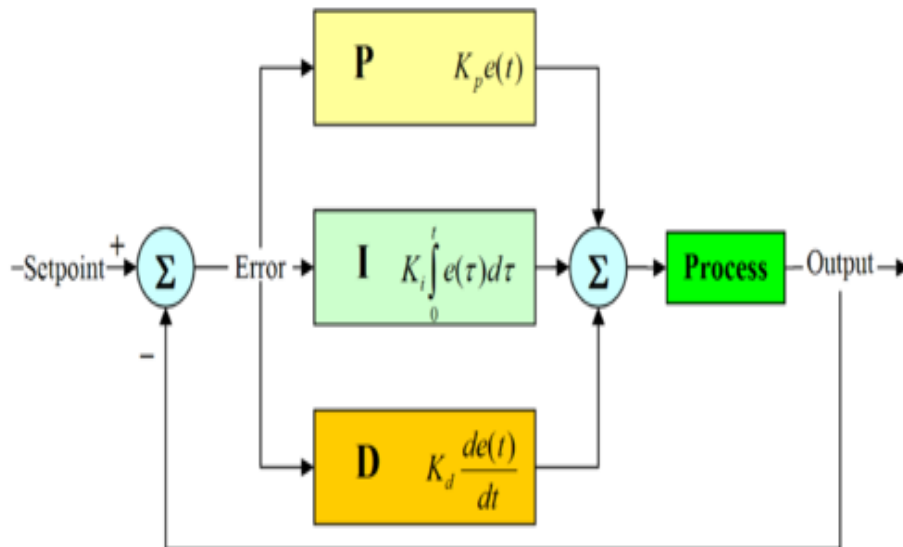 P K_p e(t)
–Setpoint + Σ Error I K_i ∫_0^t e(τ)dτ Σ Process Output
–
D K_d de(t)/dt